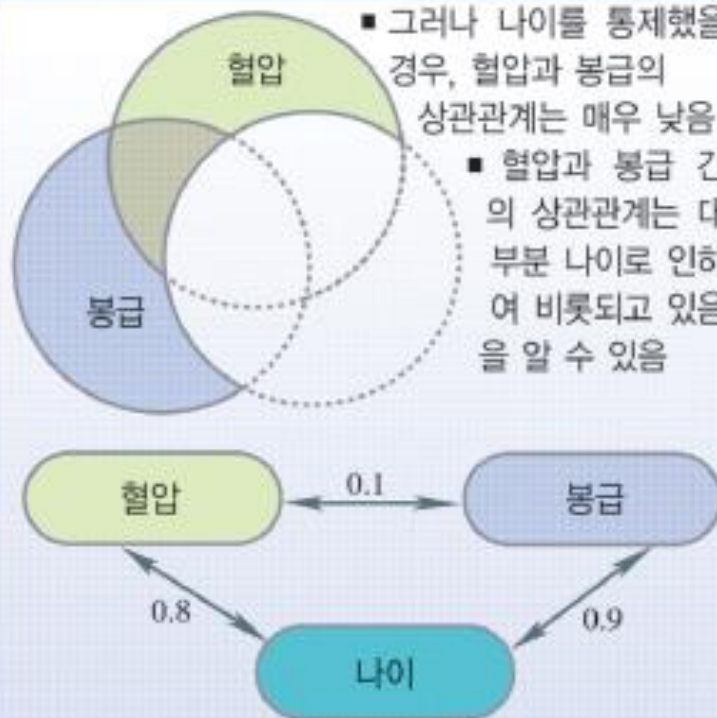 혈압
■ 그러나 나이를 통제했을
경우, 혈압과 봉급의
상관관계는 매우 낮음
■ 혈압과 봉급 간
의 상관관계는 대
부분 나이로 인하
여 비롯되고 있음
을 알 수 있음
봉급
혈압
0.1
봉급
0.8
0.9
나이